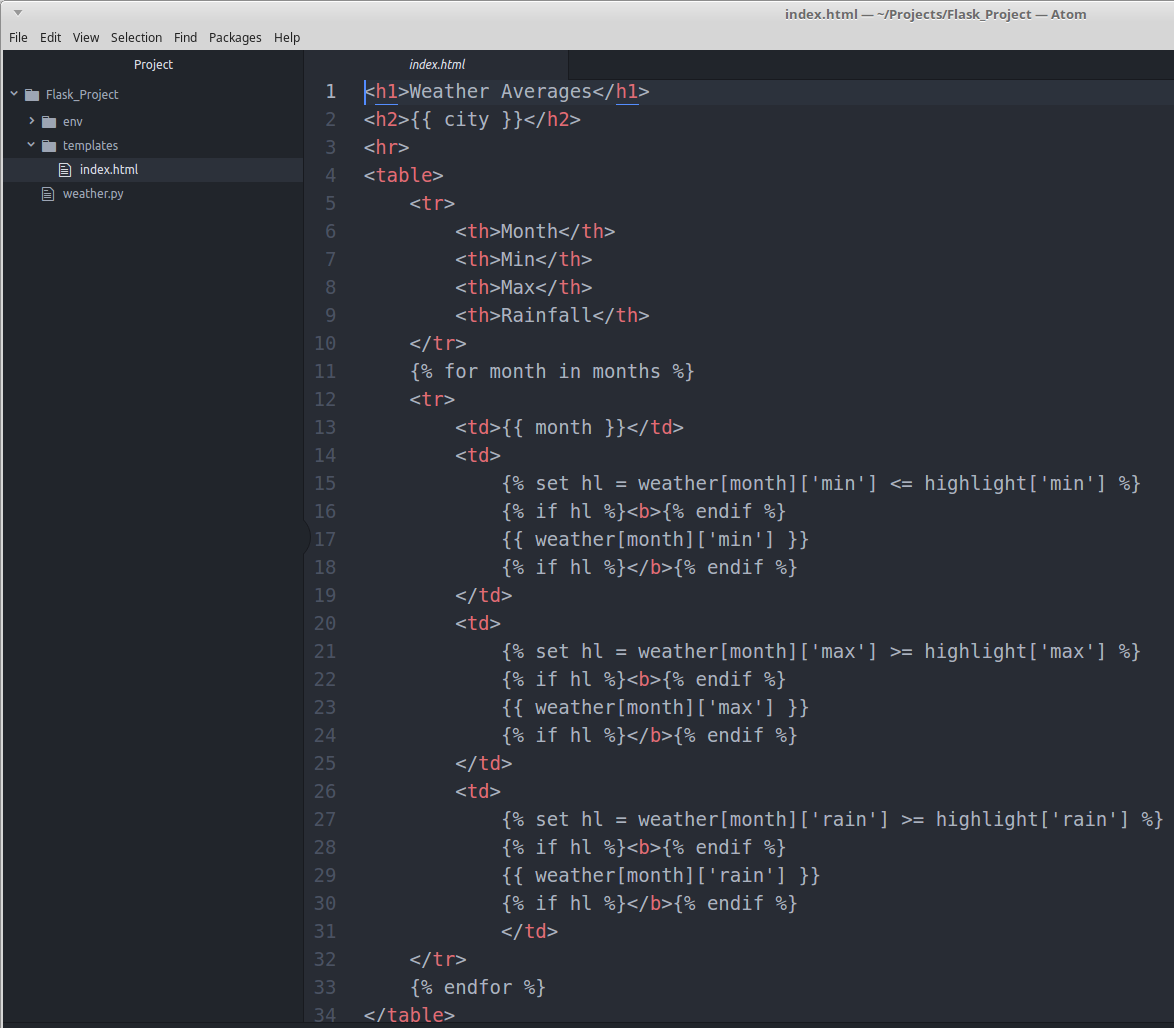 index.html — ~/Projects/Flask_Project — Atom
File Edit View Selection Find Packages Help
Project
Flask_Project
env
templates
index.html
weather.py
index.html
1 <h1>Weather Averages</h1>
2 <h2>{{ city }}</h2>
3 <hr>
4 <table>
5     <tr>
6         <th>Month</th>
7         <th>Min</th>
8         <th>Max</th>
9         <th>Rainfall</th>
10     </tr>
11     {% for month in months %}
12     <tr>
13         <td>{{ month }}</td>
14         <td>
15             {% set hl = weather[month]['min'] <= highlight['min'] %}
16             {% if hl %}<b>{% endif %}
17             {{ weather[month]['min'] }}
18             {% if hl %}</b>{% endif %}
19         </td>
20         <td>
21             {% set hl = weather[month]['max'] >= highlight['max'] %}
22             {% if hl %}<b>{% endif %}
23             {{ weather[month]['max'] }}
24             {% if hl %}</b>{% endif %}
25         </td>
26         <td>
27             {% set hl = weather[month]['rain'] >= highlight['rain'] %}
28             {% if hl %}<b>{% endif %}
29             {{ weather[month]['rain'] }}
30             {% if hl %}</b>{% endif %}
31             </td>
32     </tr>
33     {% endfor %}
34 </table>